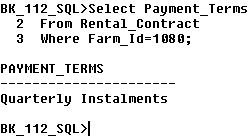 BK_112_SQL>Select Payment_Terms
2 From Rental_Contract
3 Where Farm_Id=1080;
PAYMENT_TERMS
----------------------
Quarterly Instalments
BK_112_SQL>